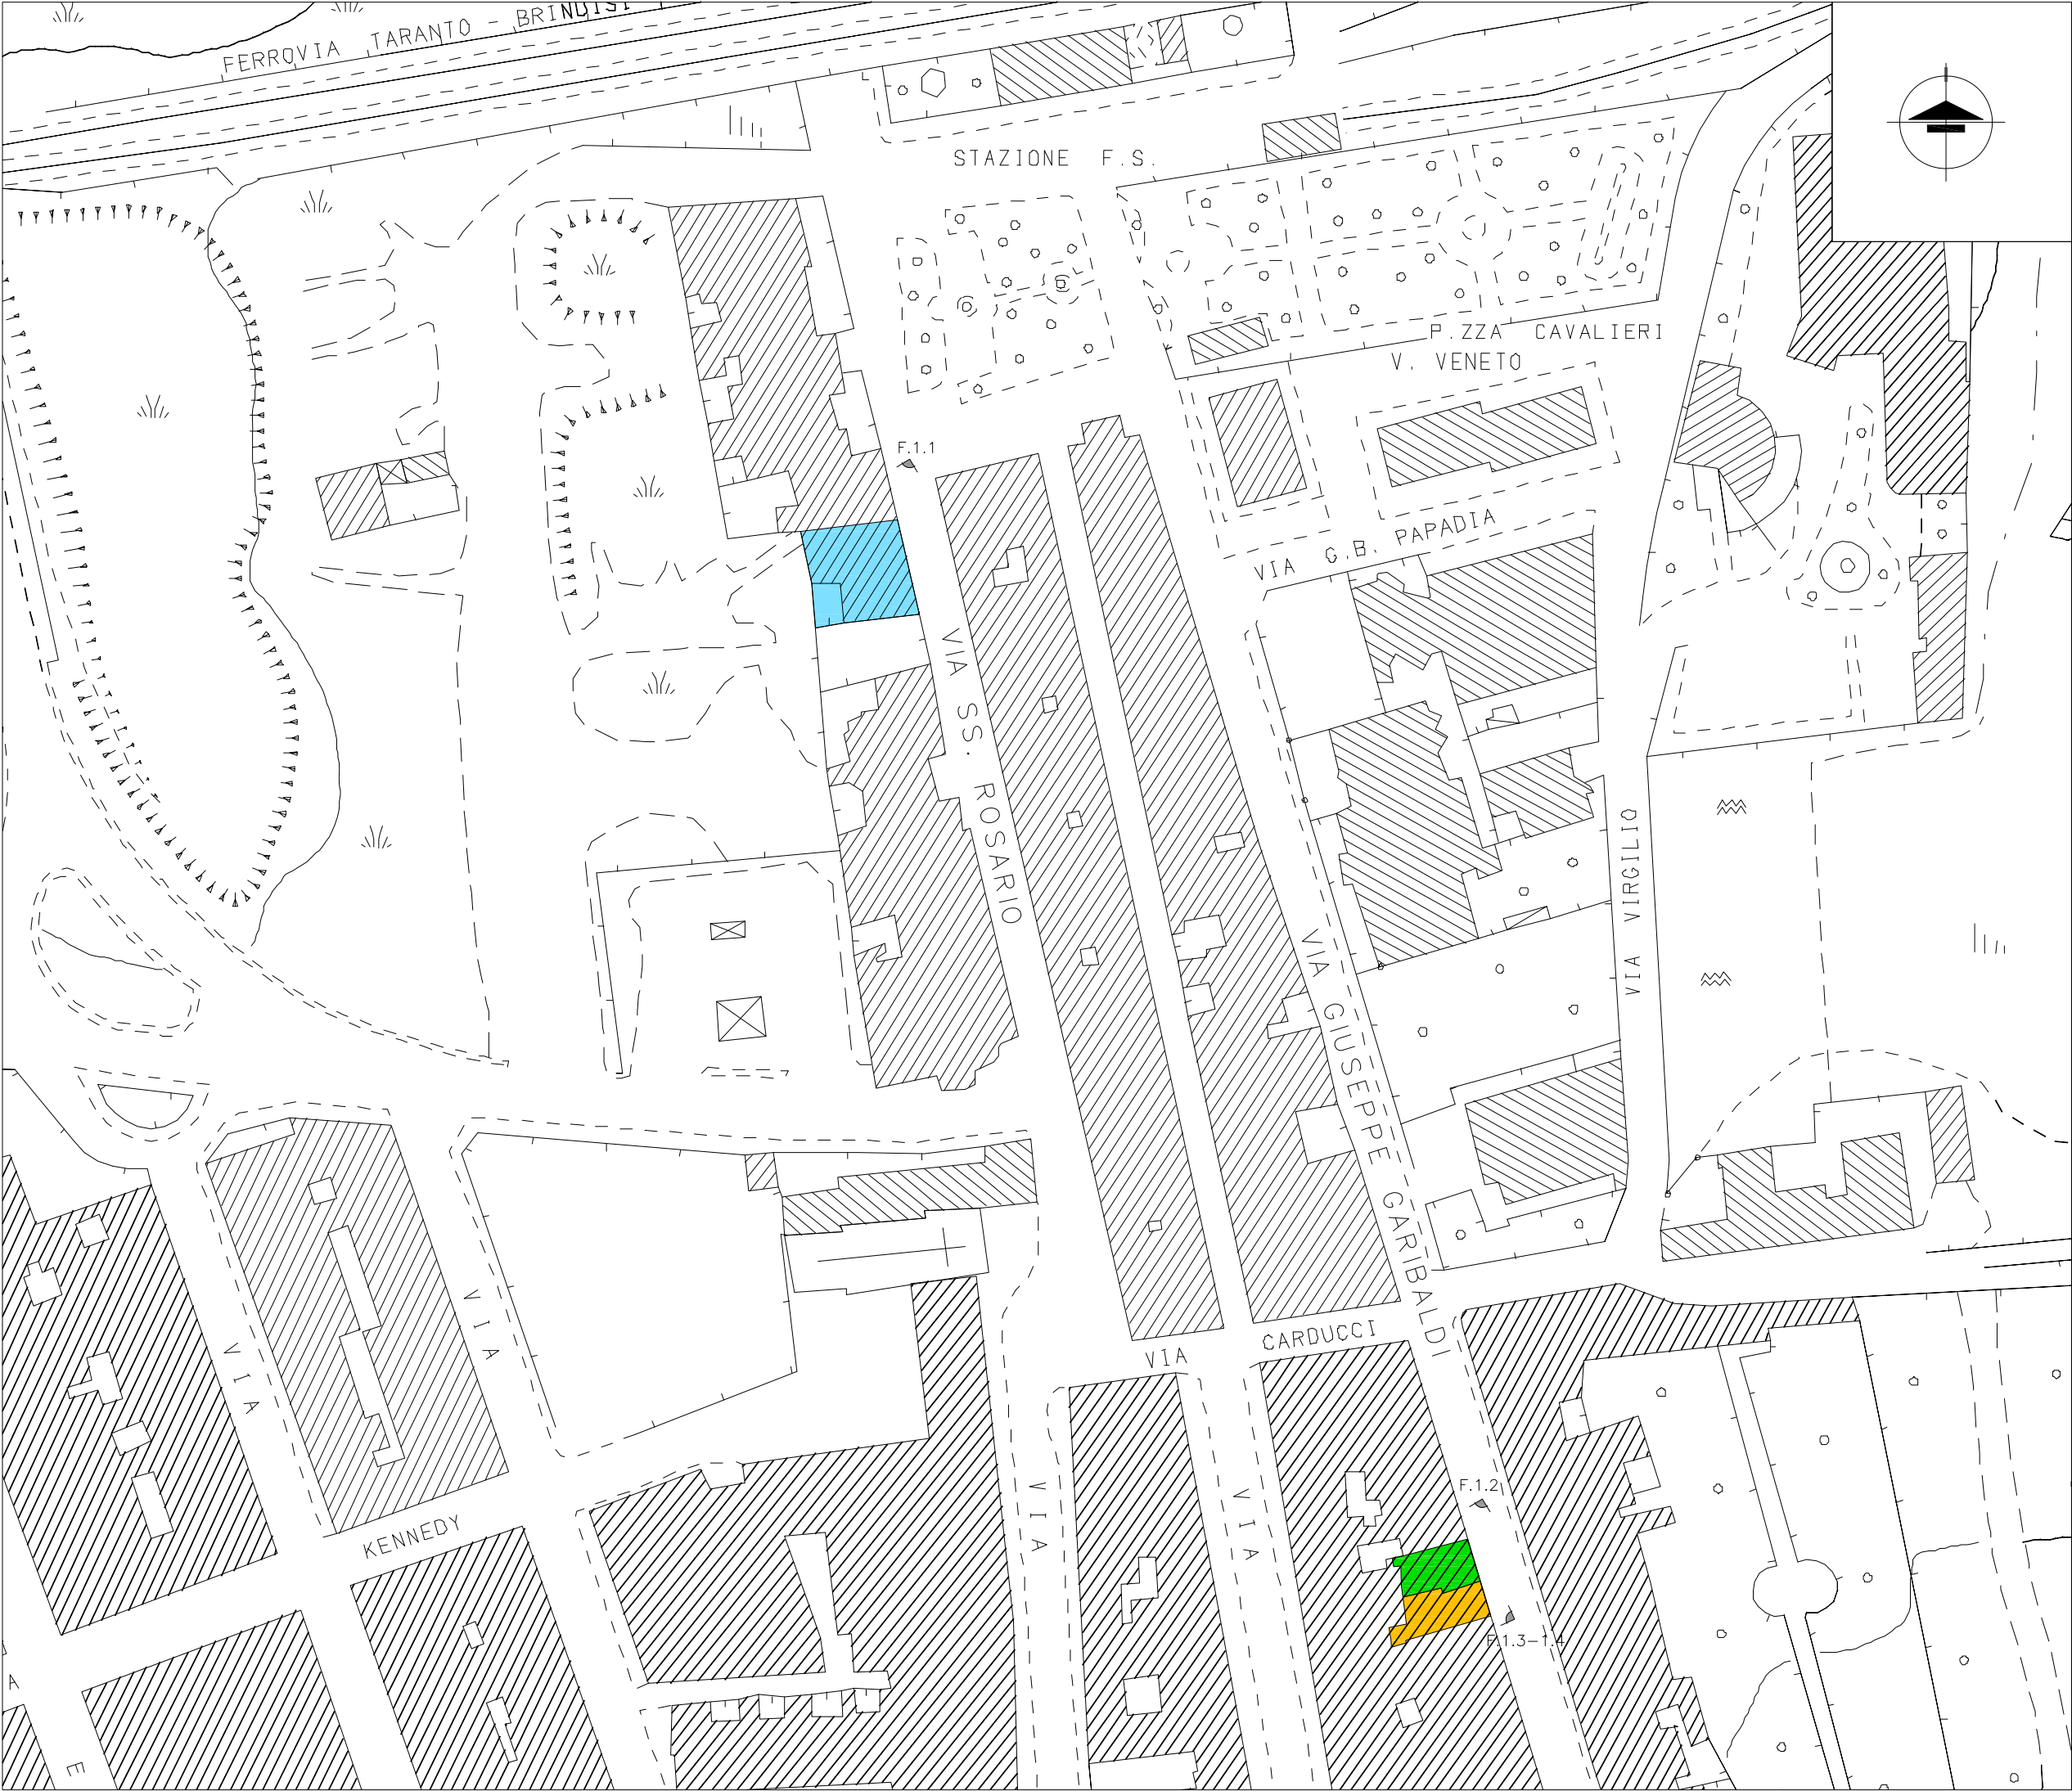 FERROVIA TARANTO - BRINDISI
STAZIONE F.S.
P.ZZA CAVALIERI
V. VENETO
F.1.1
VIA G.B. PAPADIA
VIA SS. ROSARIO
VIA VIRGILIO
VIA GIUSEPPE GARIBALDI
VIA CARDUCCI
VIA
VIA
KENNEDY
VIA
VIA
F.1.2
F.1.3-1.4
A
E